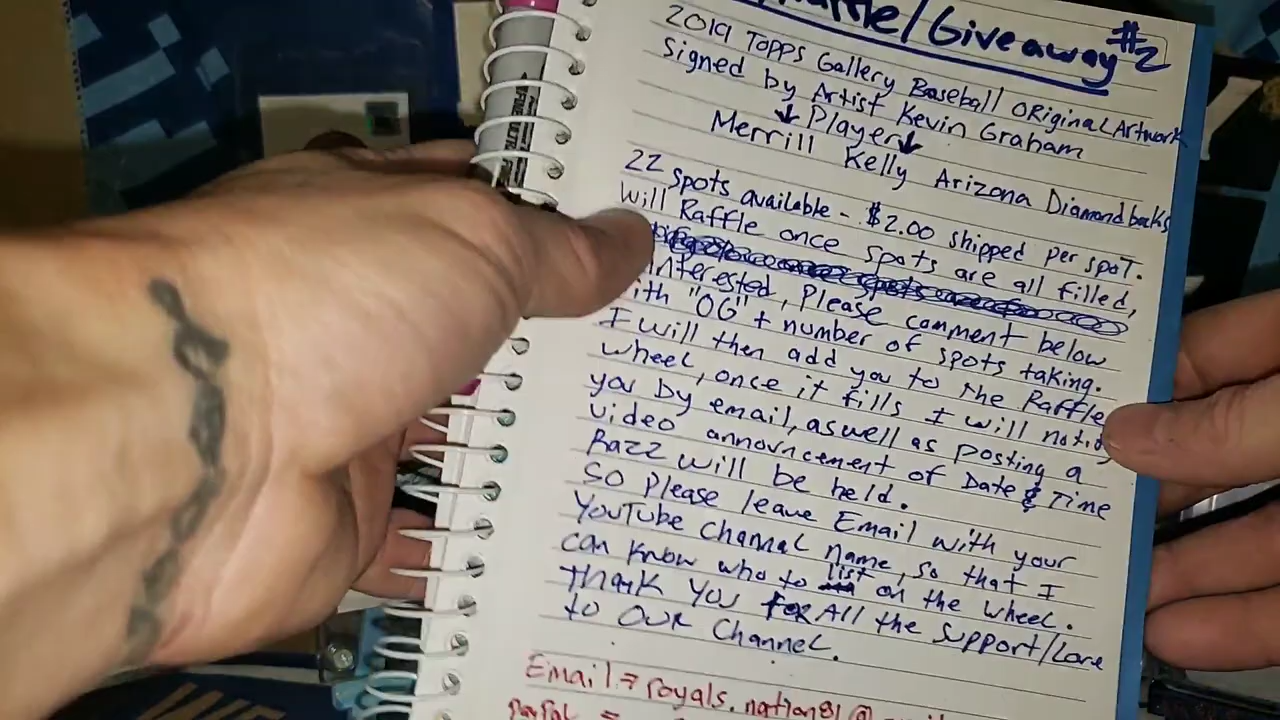 Raffle/Giveaway #2
2019 Topps Gallery Baseball Original Artwork
Signed by Artist Kevin Graham
↓ Player ↓
Merrill Kelly Arizona Diamondbacks
22 spots available - $2.00 shipped per spot.
Will Raffle once spots are all filled,
Interested, Please comment below
with "OG" + number of spots taking.
I will then add you to the Raffle
wheel, once it fills I will
you by email, aswell as posting a
video announcment of Date & Time
Razz will be held.
So please leave Email with your
YouTube Channal name, so that I
can know who to list on the wheel.
Thank You for All the Support/Love
to OUR Channel.
Email → royals.nation81@
PayPal =